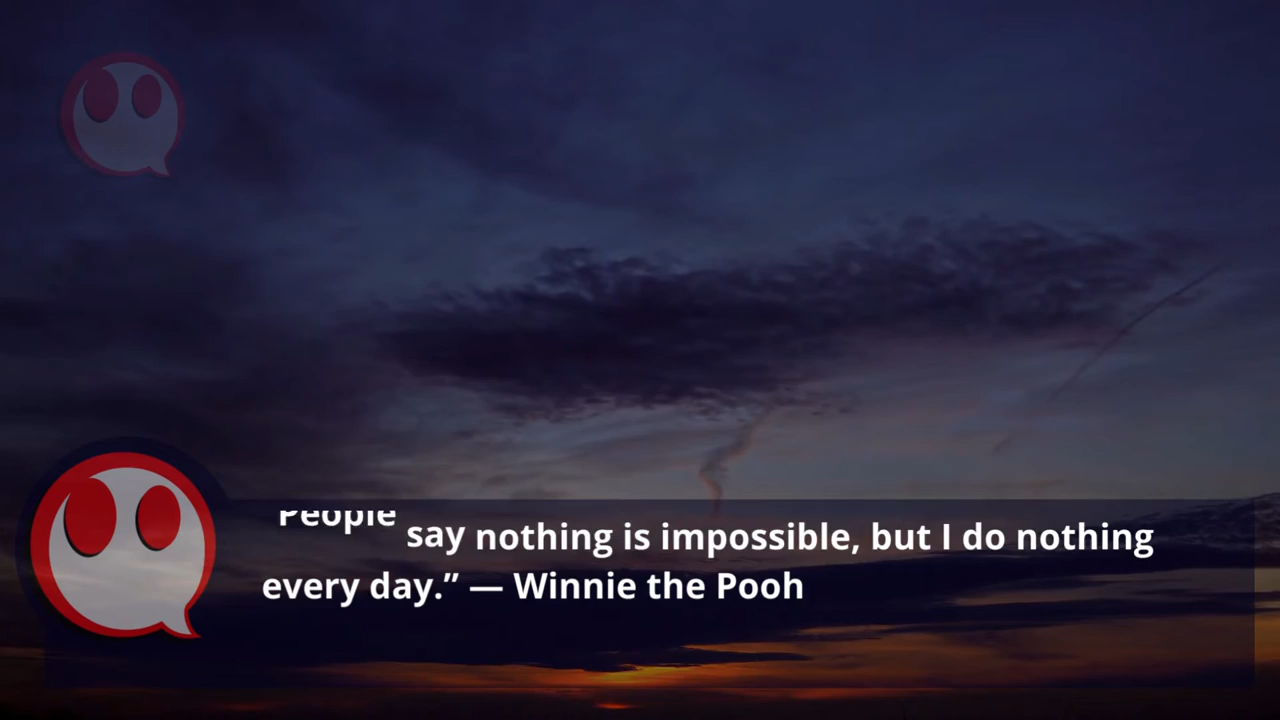 People say nothing is impossible, but I do nothing
every day.” — Winnie the Pooh